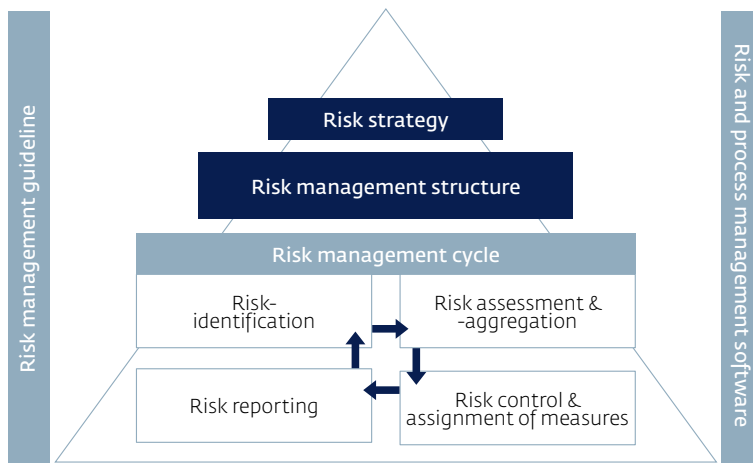 Risk management guideline
Risk strategy
Risk management structure
Risk management cycle
Risk-
identification
Risk assessment &
-aggregation
Risk reporting
Risk control &
assignment of measures
Risk and process management software